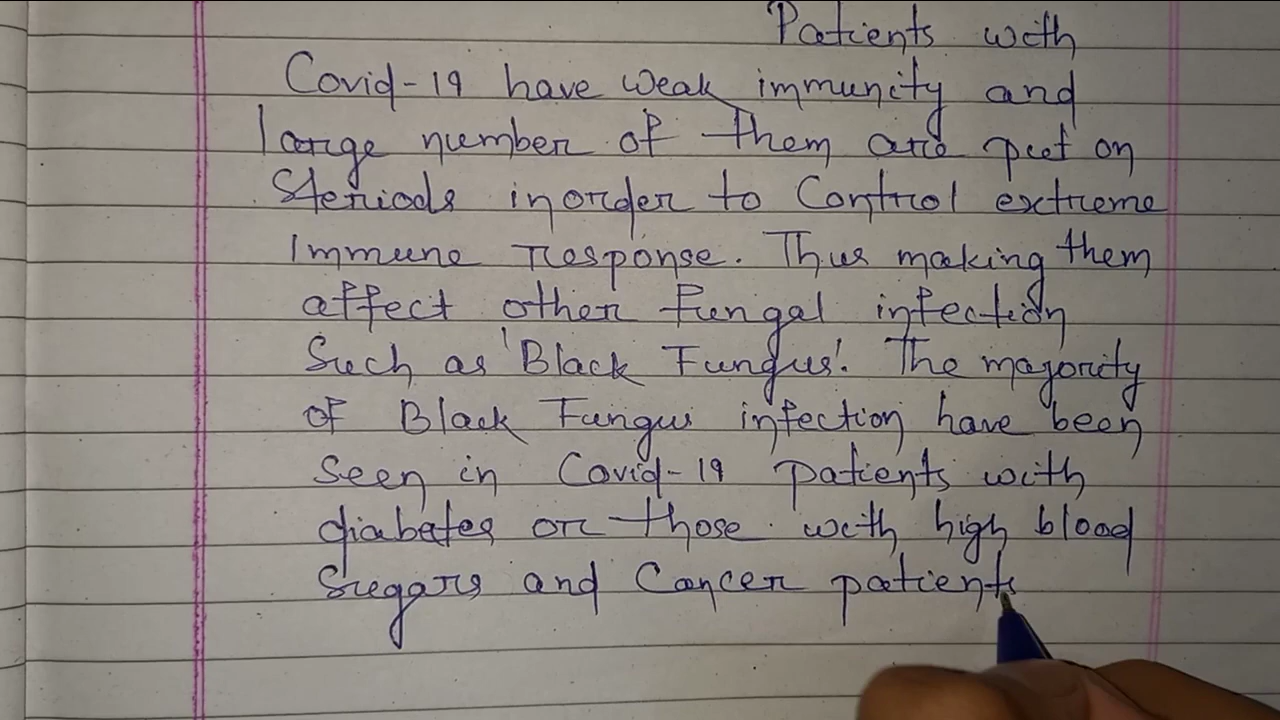 Patients with
Covid-19 have weak immunity and
large number of them are put on
Steriods inorder to Control extreme
Immune Response. Thus making them
affect other fungal infection
Such as 'Black Fungus'. The majority
of Black Fungus infection have been
seen in Covid-19 patients with
diabetes or those with high blood
Sugars and Cancer patients